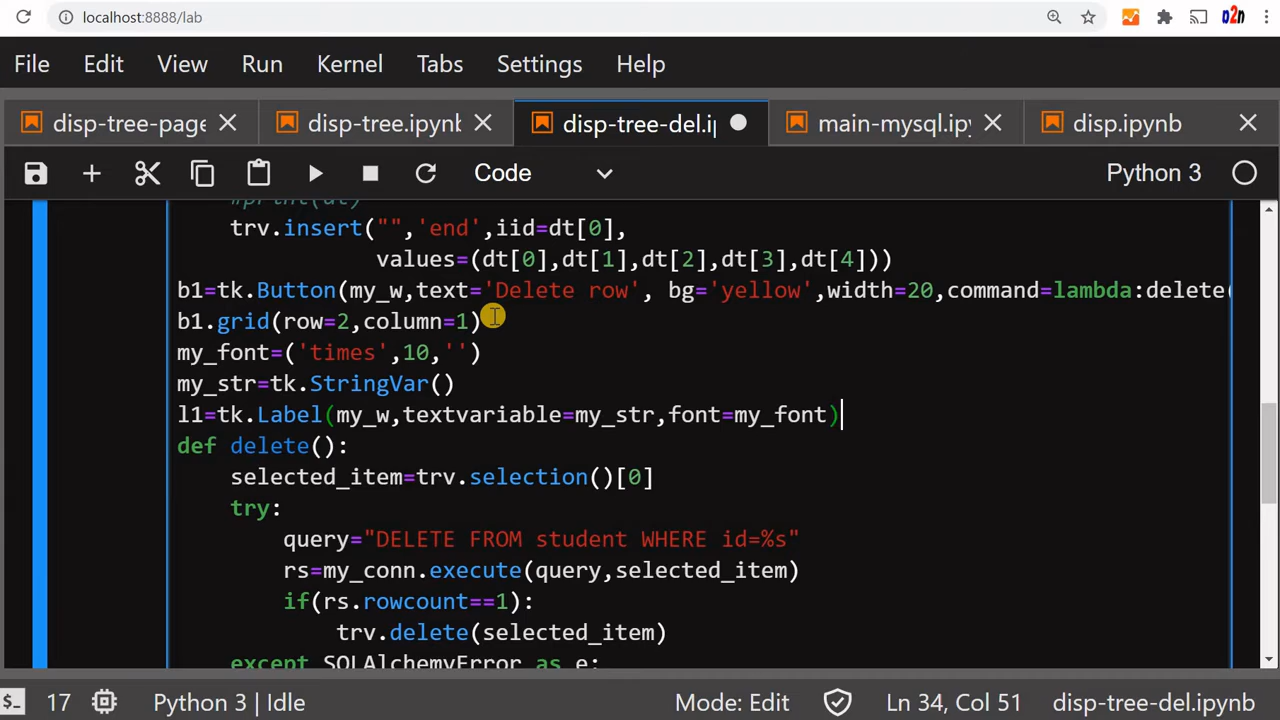 localhost:8888/lab
File Edit View Run Kernel Tabs Settings Help
disp-tree-page disp-tree.ipynb disp-tree-del.i main-mysql.ipy disp.ipynb
Code Python 3
#print(dt)
trv.insert("",'end',iid=dt[0],
values=(dt[0],dt[1],dt[2],dt[3],dt[4]))
b1=tk.Button(my_w,text='Delete row', bg='yellow',width=20,command=lambda:delete(
b1.grid(row=2,column=1)
my_font=('times',10,'')
my_str=tk.StringVar()
l1=tk.Label(my_w,textvariable=my_str,font=my_font)
def delete():
selected_item=trv.selection()[0]
try:
query="DELETE FROM student WHERE id=%s"
rs=my_conn.execute(query,selected_item)
if(rs.rowcount==1):
trv.delete(selected_item)
except SQLAlchemyError as e:
$_ 17 Python 3 | Idle Mode: Edit Ln 34, Col 51 disp-tree-del.ipynb